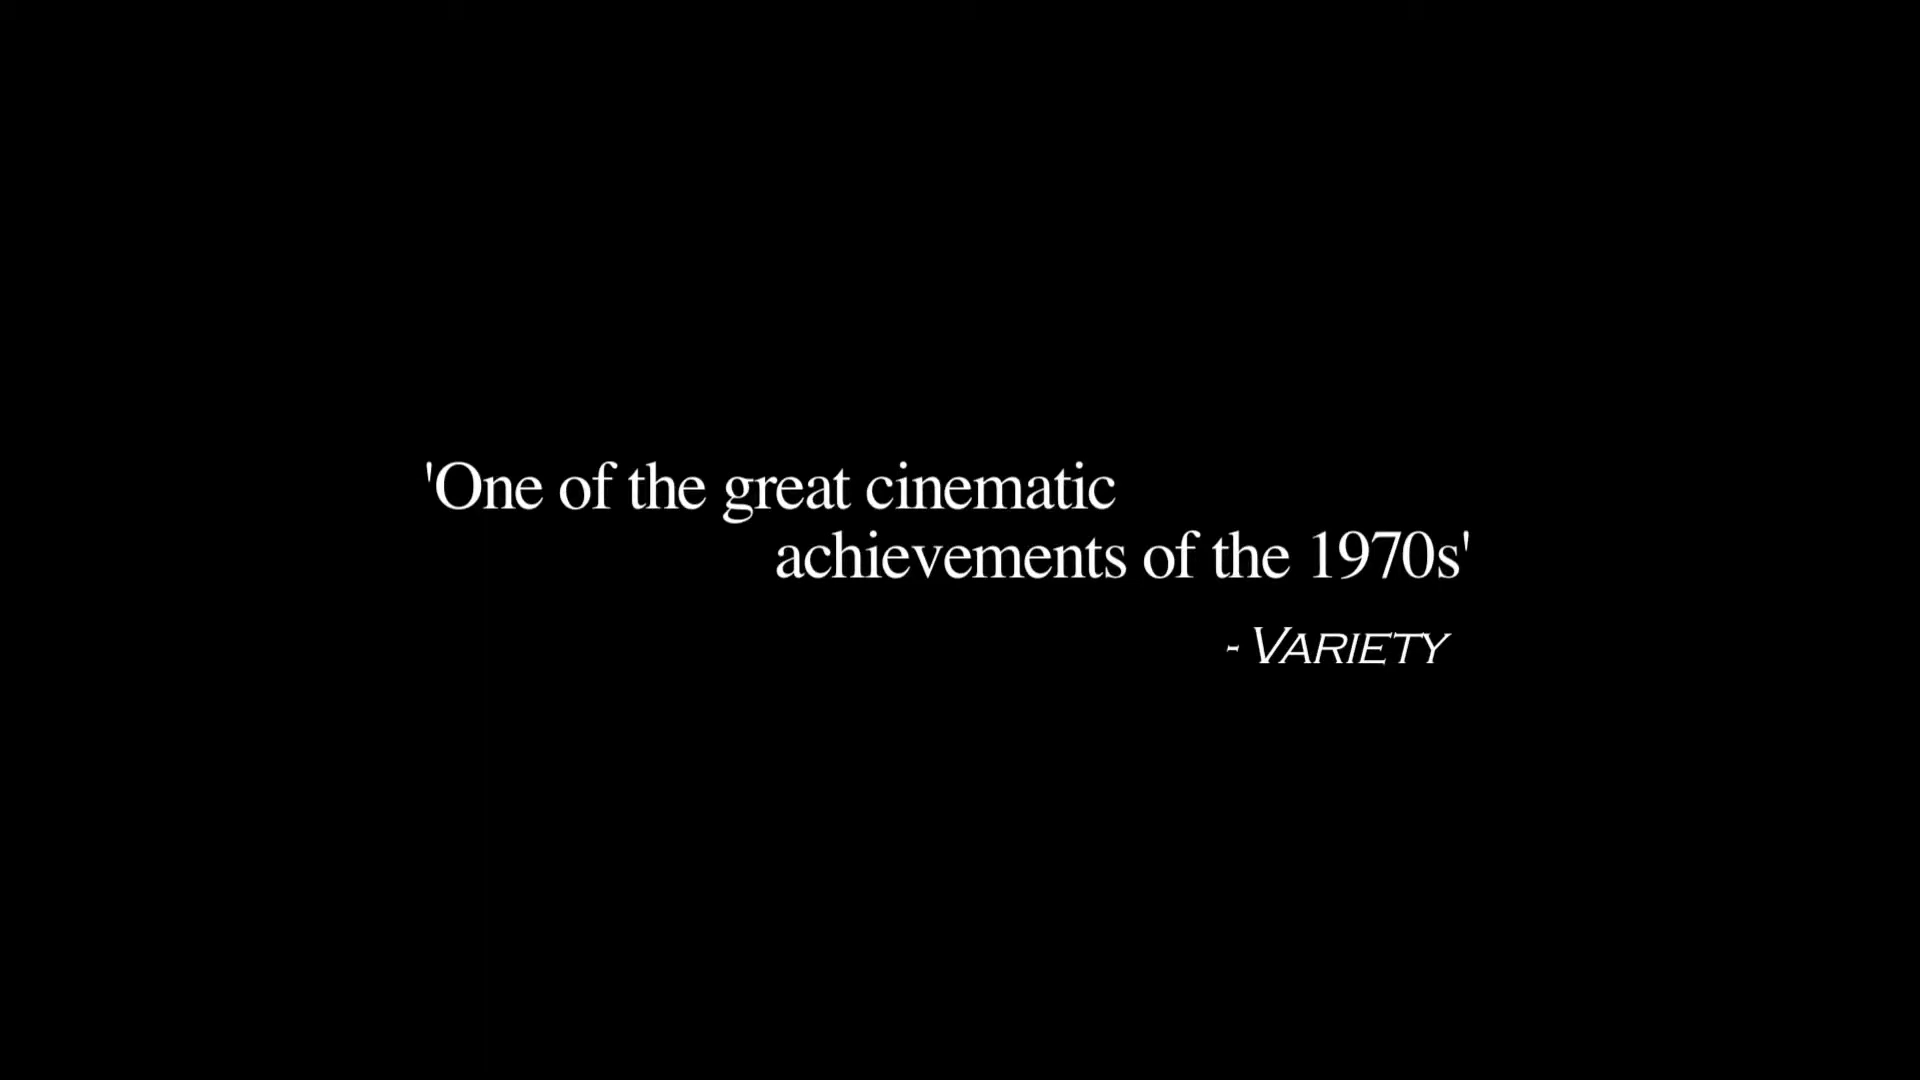 'One of the great cinematic
achievements of the 1970s'
- VARIETY